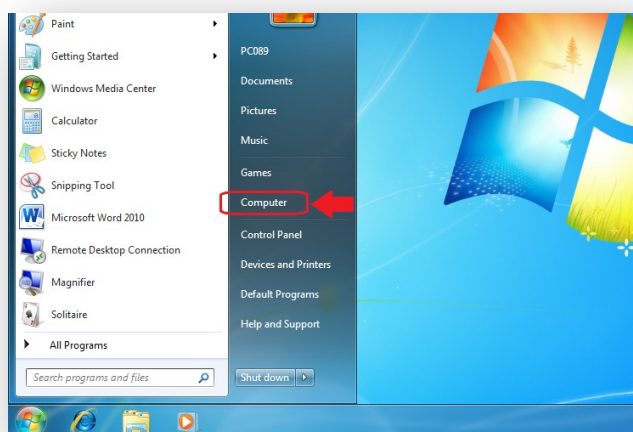 Paint
Getting Started
Windows Media Center
Calculator
Sticky Notes
Snipping Tool
Microsoft Word 2010
Remote Desktop Connection
Magnifier
Solitaire
All Programs
Search programs and files
PC089
Documents
Pictures
Music
Games
Computer
Control Panel
Devices and Printers
Default Programs
Help and Support
Shut down